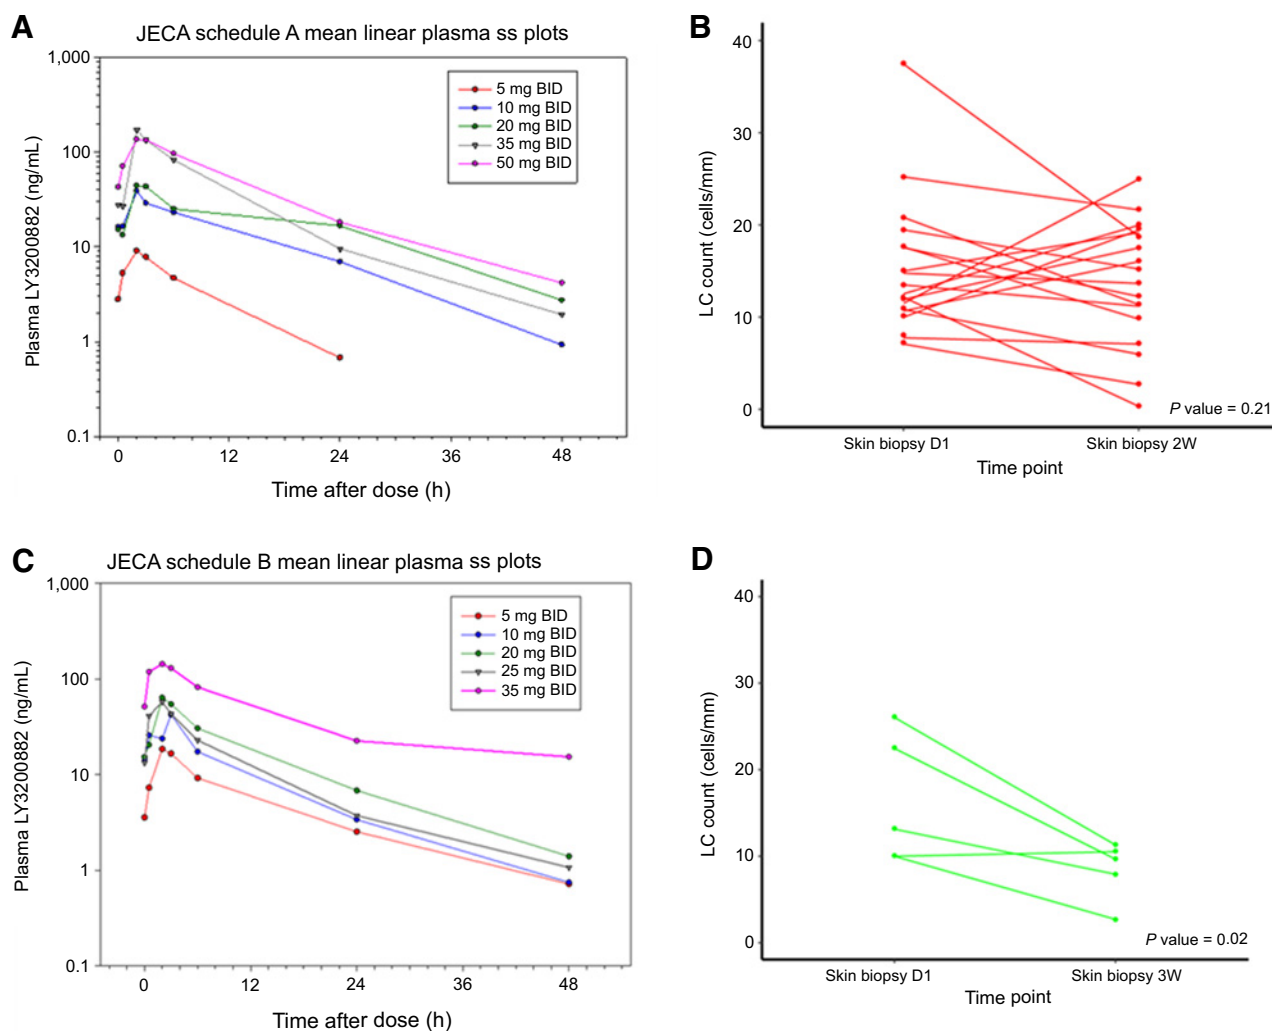 A
JECA schedule A mean linear plasma ss plots
1,000
100
10
1
0.1
Plasma LY3200882 (ng/mL)
5 mg BID
10 mg BID
20 mg BID
35 mg BID
50 mg BID
0 12 24 36 48
Time after dose (h)
B
40
30
20
10
0
LC count (cells/mm)
P value = 0.21
Skin biopsy D1 Skin biopsy 2W
Time point
C
JECA schedule B mean linear plasma ss plots
1,000
100
10
1
0.1
Plasma LY3200882 (ng/mL)
5 mg BID
10 mg BID
20 mg BID
25 mg BID
35 mg BID
0 12 24 36 48
Time after dose (h)
D
40
30
20
10
0
LC count (cells/mm)
P value = 0.02
Skin biopsy D1 Skin biopsy 3W
Time point